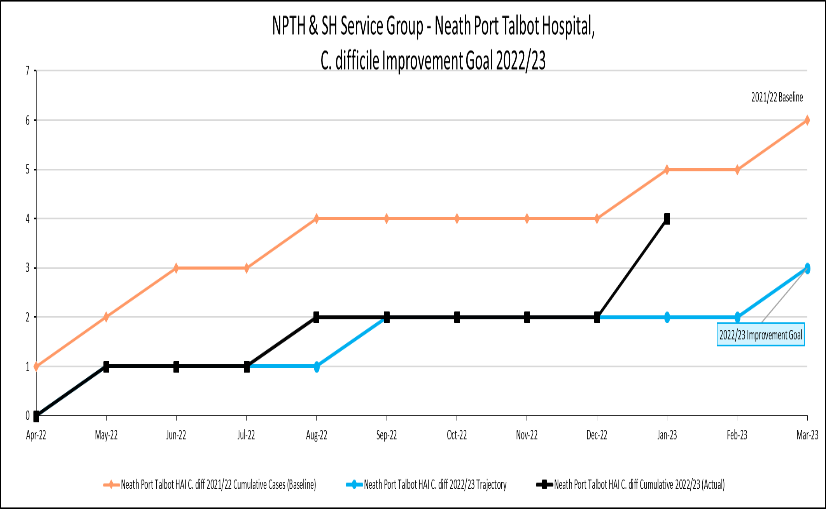 NPTH & SH Service Group - Neath Port Talbot Hospital,
C. difficile Improvement Goal 2022/23
7
2021/22 Baseline
6
5
4
3
2
2022/23 Improvement Goal
1
0
Apr-22 May-22 Jun-22 Jul-22 Aug-22 Sep-22 Oct-22 Nov-22 Dec-22 Jan-23 Feb-23 Mar-23
Neath Port Talbot HAI C. diff 2021/22 Cumulative Cases (Baseline) Neath Port Talbot HAI C. diff 2022/23 Trajectory Neath Port Talbot HAI C. diff Cumulative 2022/23 (Actual)